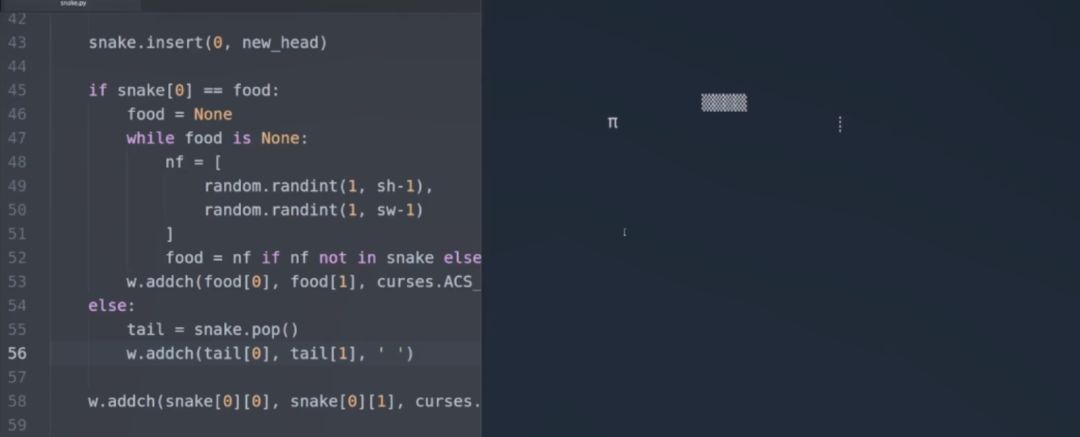 snake.py
42
43 snake.insert(0, new_head)
44
45 if snake[0] == food:
46 food = None
47 while food is None:
48 nf = [
49 random.randint(1, sh-1),
50 random.randint(1, sw-1)
51 ]
52 food = nf if nf not in snake else
53 w.addch(food[0], food[1], curses.ACS_
54 else:
55 tail = snake.pop()
56 w.addch(tail[0], tail[1], ' ')
57
58 w.addch(snake[0][0], snake[0][1], curses.
59
π